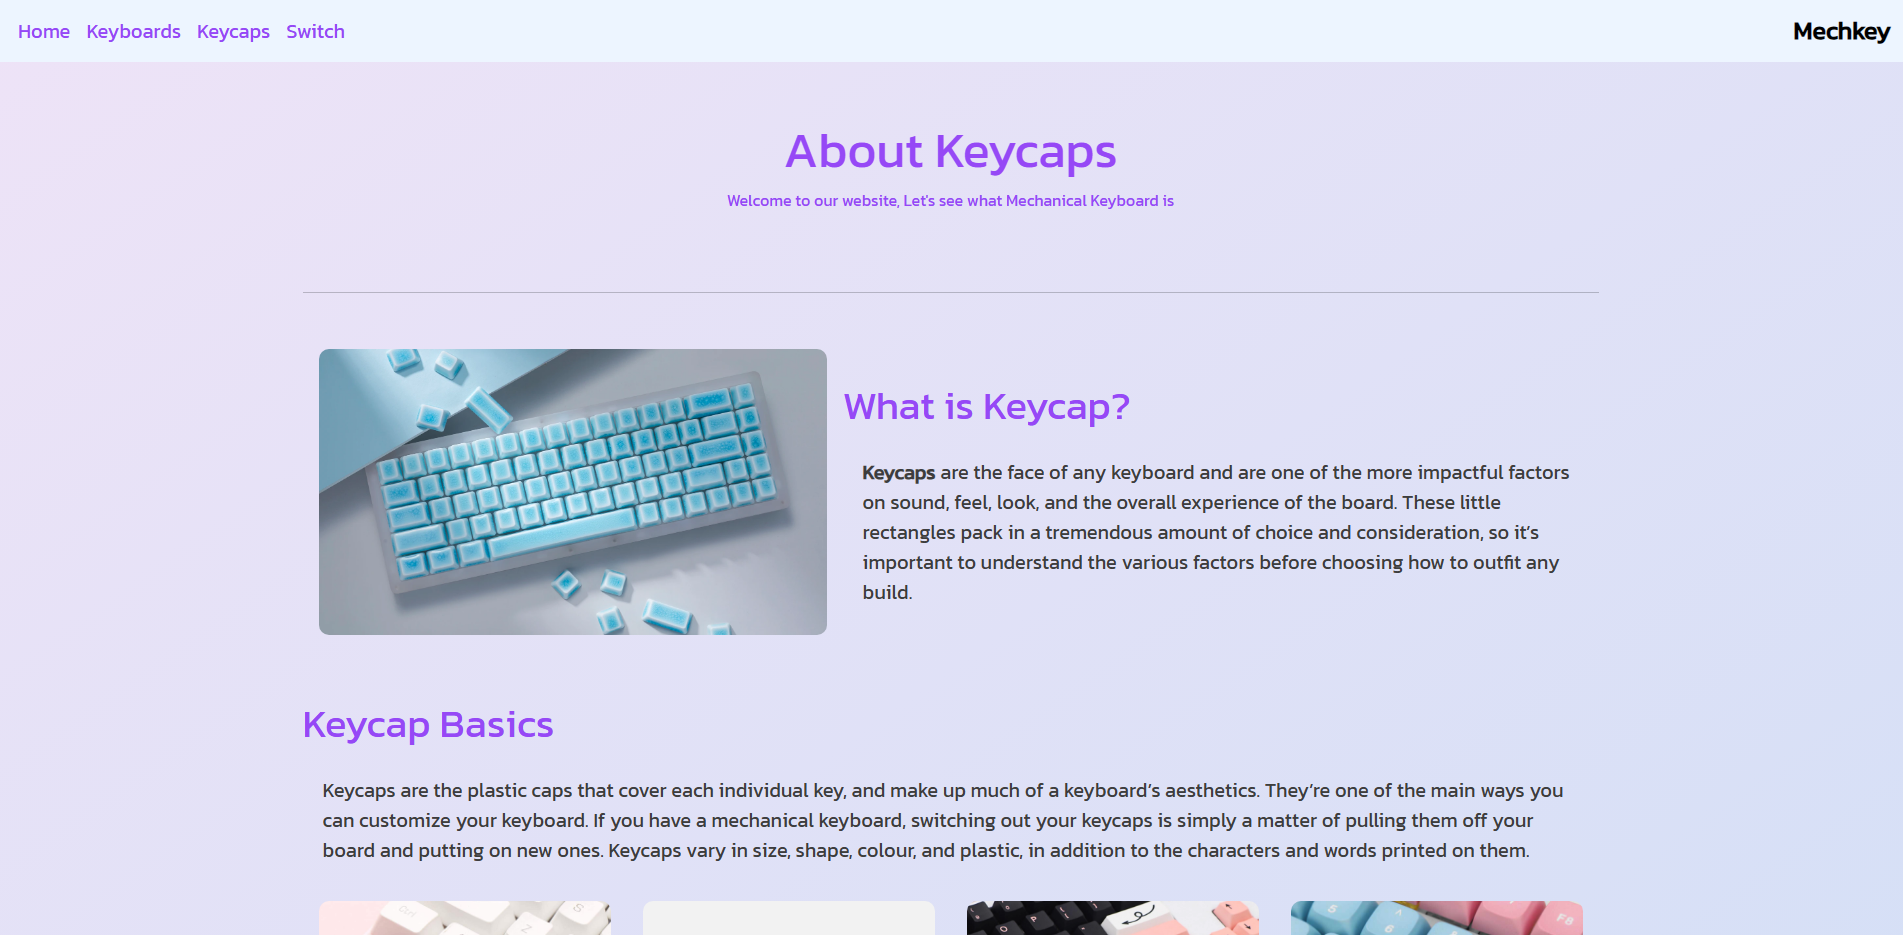 Home Keyboards Keycaps Switch Mechkey
About Keycaps
Welcome to our website, Let's see what Mechanical Keyboard is
What is Keycap?
Keycaps are the face of any keyboard and are one of the more impactful factors
on sound, feel, look, and the overall experience of the board. These little
rectangles pack in a tremendous amount of choice and consideration, so it’s
important to understand the various factors before choosing how to outfit any
build.
Keycap Basics
Keycaps are the plastic caps that cover each individual key, and make up much of a keyboard’s aesthetics. They’re one of the main ways you
can customize your keyboard. If you have a mechanical keyboard, switching out your keycaps is simply a matter of pulling them off your
board and putting on new ones. Keycaps vary in size, shape, colour, and plastic, in addition to the characters and words printed on them.
Ctrl S Z
P O
5 6 F8